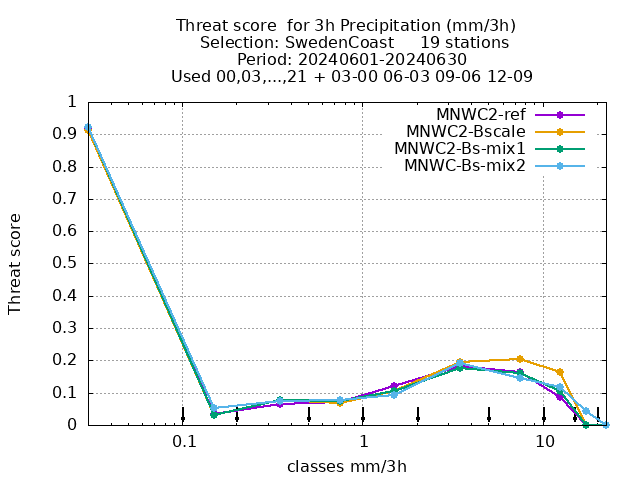 Threat score  for 3h Precipitation (mm/3h)
Selection: SwedenCoast     19 stations
Period: 20240601-20240630
Used 00,03,...,21 + 03-00 06-03 09-06 12-09
MNWC2-ref
MNWC2-Bscale
MNWC2-Bs-mix1
MNWC-Bs-mix2
1
0.9
0.8
0.7
0.6
0.5
0.4
0.3
0.2
0.1
0
Threat score
0.1 1 10
classes mm/3h